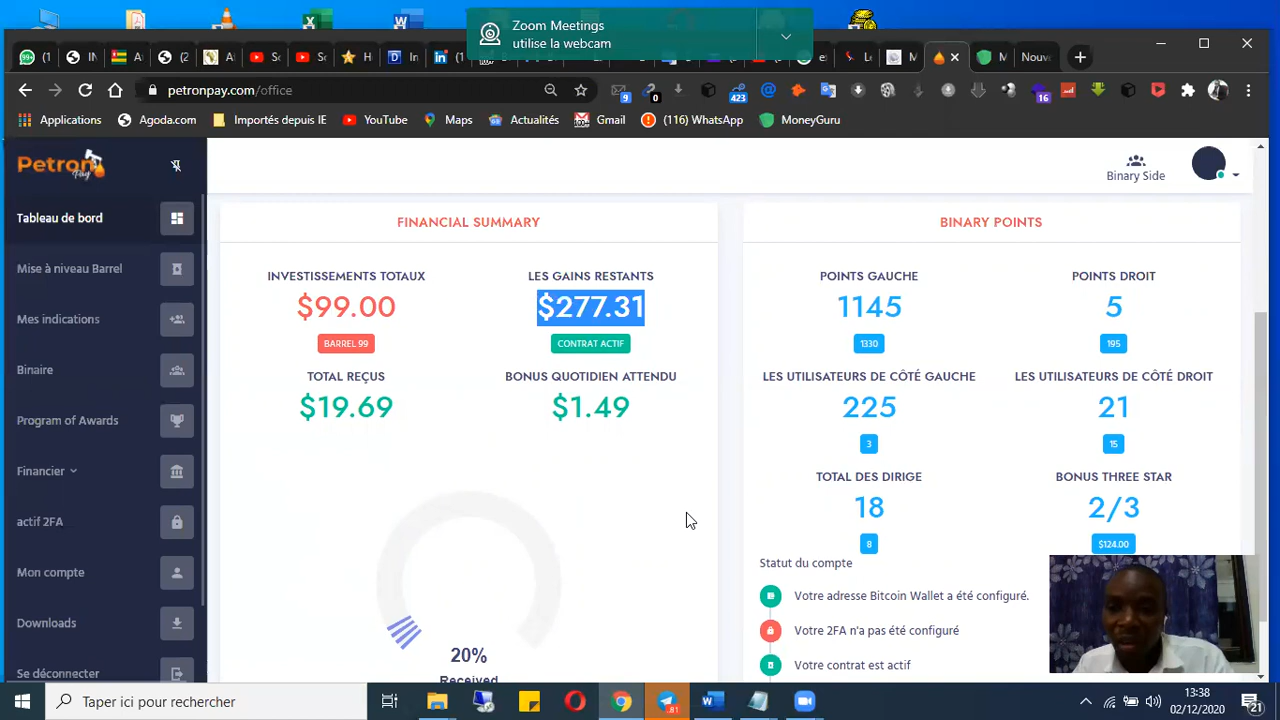 Zoom Meetings
utilise la webcam
petronpay.com/office
Applications
Agoda.com
Importés depuis IE
YouTube
Maps
Actualités
Gmail
(116) WhatsApp
MoneyGuru
Petron
Pay
Binary Side
Tableau de bord
Mise à niveau Barrel
Mes indications
Binaire
Program of Awards
Financier
actif 2FA
Mon compte
Downloads
Se déconnecter
FINANCIAL SUMMARY
INVESTISSEMENTS TOTAUX
$99.00
BARREL 99
LES GAINS RESTANTS
$277.31
CONTRAT ACTIF
TOTAL REÇUS
$19.69
BONUS QUOTIDIEN ATTENDU
$1.49
20%
Received
BINARY POINTS
POINTS GAUCHE
1145
1330
POINTS DROIT
5
195
LES UTILISATEURS DE CÔTÉ GAUCHE
225
3
LES UTILISATEURS DE CÔTÉ DROIT
21
15
TOTAL DES DIRIGE
18
8
BONUS THREE STAR
2/3
$124.00
Statut du compte
Votre adresse Bitcoin Wallet a été configuré.
Votre 2FA n'a pas été configuré
Votre contrat est actif
Taper ici pour rechercher
13:38
02/12/2020
21